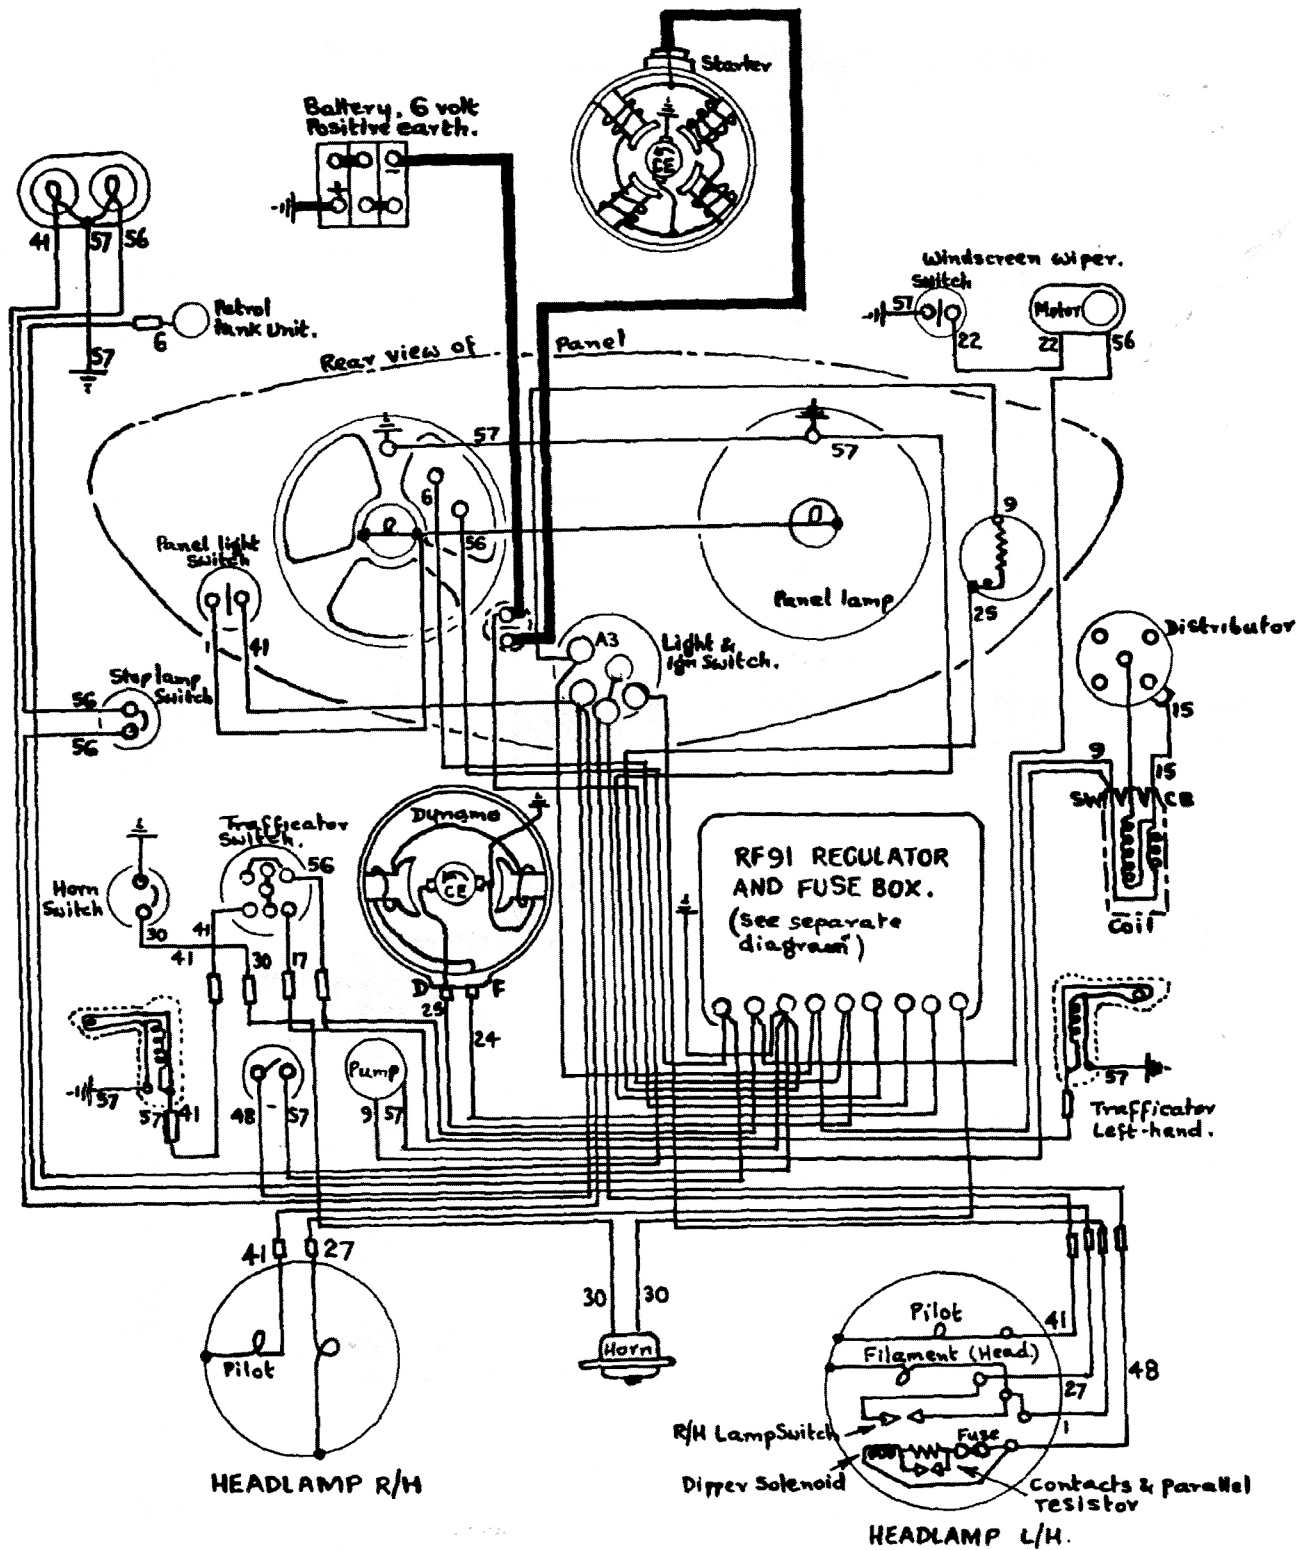 Starter
CE
Battery, 6 volt
Positive earth.
+
-
41
57
56
Petrol
tank Unit.
6
57
Windscreen wiper.
Switch
57
22
Motor
22
56
Rear view of Panel
57
57
6
56
9
25
Panel light
Switch
1
41
Panel lamp
A3
Light &
Ign Switch.
Distributor
15
Stop lamp
Switch
56
56
9
15
SW
CB
Coil
Dynamo
CE
D
F
25
24
Trafficator
Switch.
56
Horn
Switch
30
41
41
30
17
RF91 REGULATOR
AND FUSE BOX.
(See separate
diagram)
57
57
41
48
57
Pump
9
57
57
Trafficator
Left-hand.
41
27
Pilot
HEADLAMP R/H
30
30
Horn
Pilot
41
Filament (Head.)
48
27
1
R/H Lamp Switch
Fuse
Dipper Solenoid
Contacts & parallel
resistor
HEADLAMP L/H.